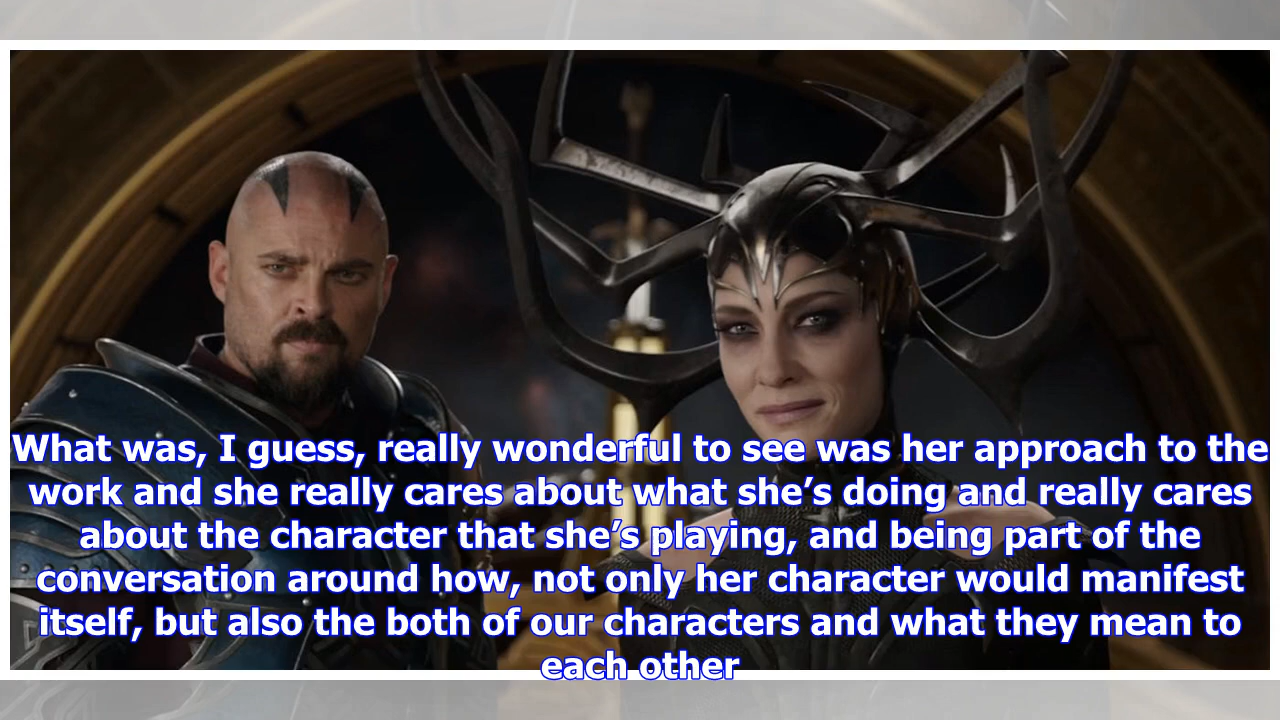 What was, I guess, really wonderful to see was her approach to the
work and she really cares about what she’s doing and really cares
about the character that she’s playing, and being part of the
conversation around how, not only her character would manifest
itself, but also the both of our characters and what they mean to
each other